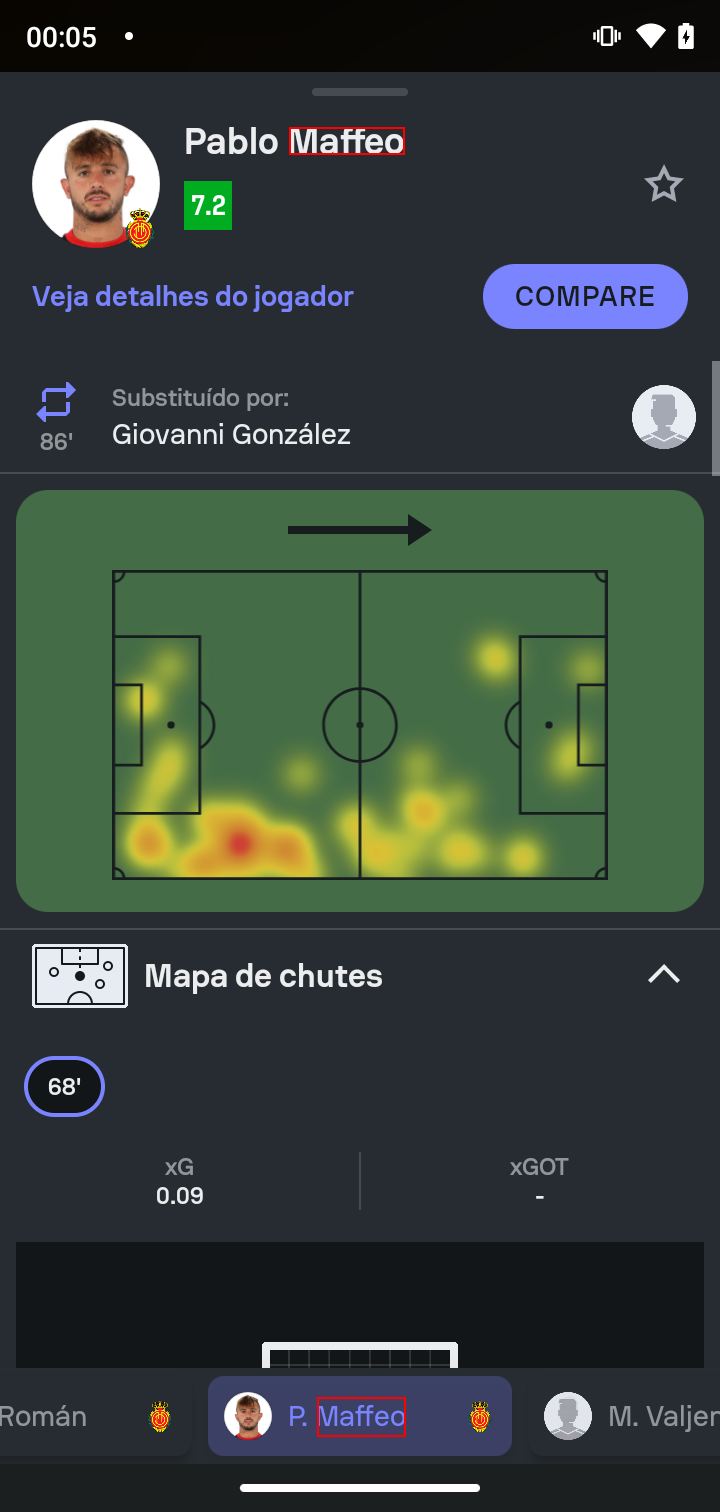 00:05
Pablo Maffeo
7.2
Veja detalhes do jogador
COMPARE
Substituído por:
86'
Giovanni González
Mapa de chutes
68'
xG
xGOT
0.09
-
Román
P. Maffeo
M. Valjen